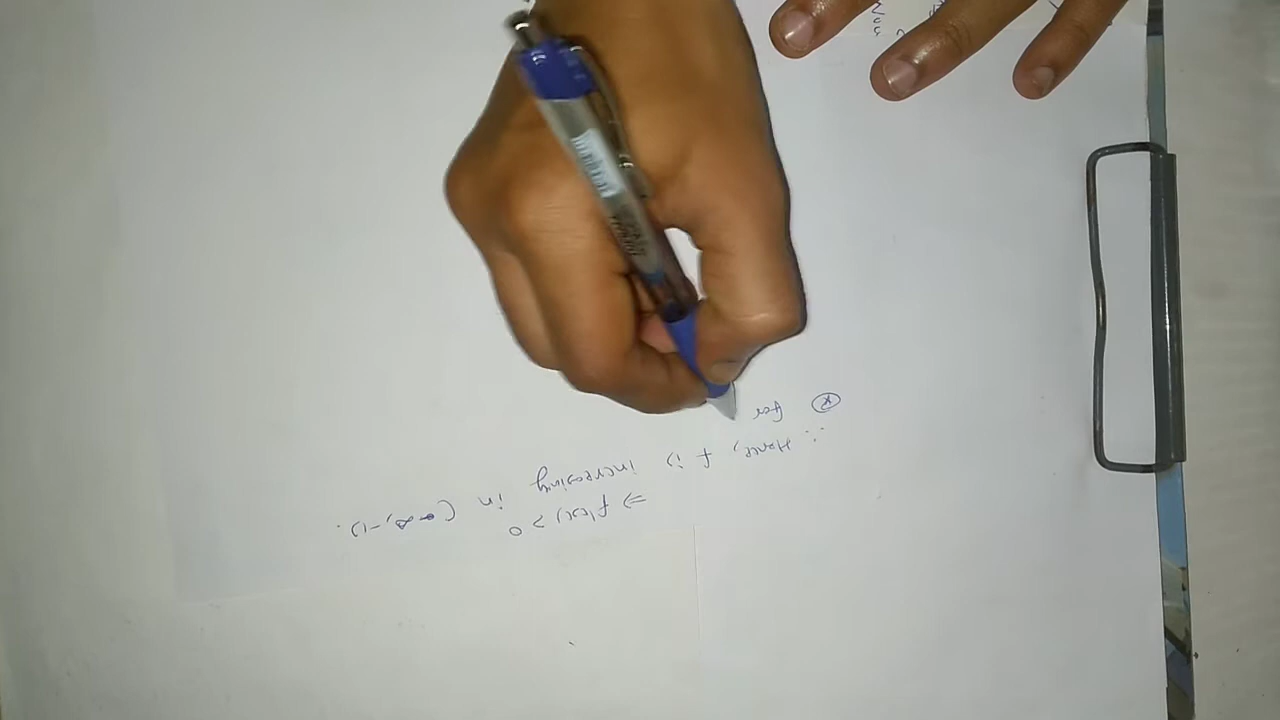 ⇒ f'(x) > 0
∴ Hence, f is increasing in (-∞, -1).
Ⓡ for